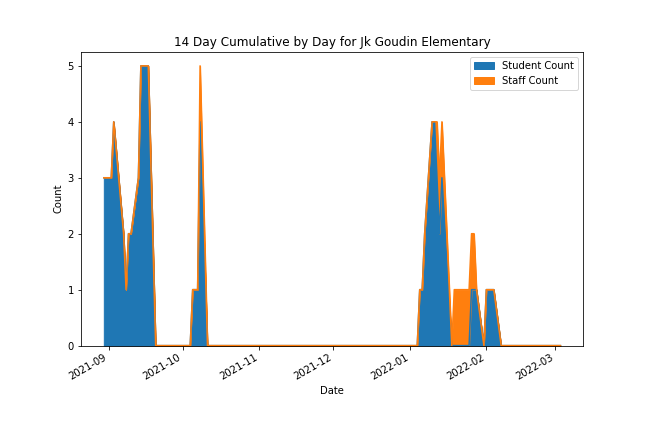 14 Day Cumulative by Day for Jk Goudin Elementary
Student Count
Staff Count
5
4
3
2
1
0
Count
2021-09
2021-10
2021-11
2021-12
2022-01
2022-02
2022-03
Date